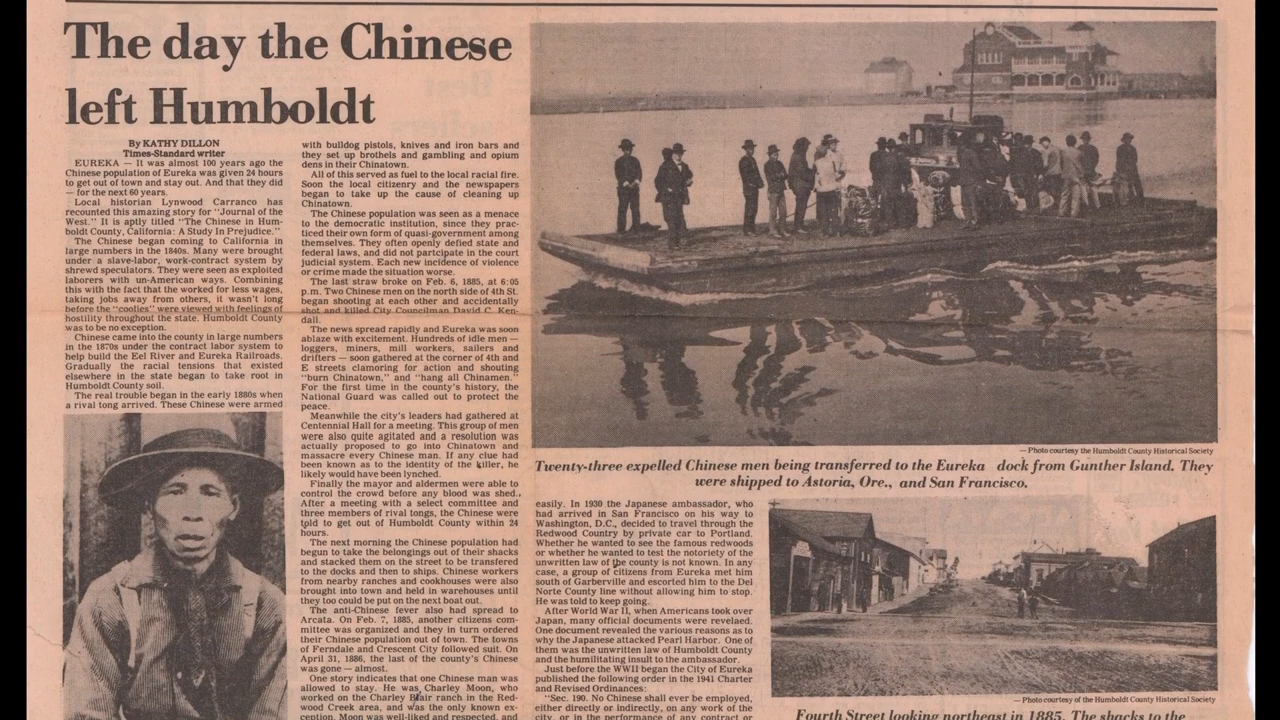 The day the Chinese
left Humboldt
By KATHY DILLON
Times-Standard writer
EUREKA — It was almost 100 years ago the
Chinese population of Eureka was given 24 hours
to get out of town and stay out. And that they did
— for the next 60 years.
Local historian Lynwood Carranco has
recounted this amazing story for "Journal of the
West." It is aptly titled "The Chinese in Hum-
boldt County, California: A Study In Prejudice."
The Chinese began coming to California in
large numbers in the 1840s. Many were brought
under a slave-labor, work-contract system by
shrewd speculators. They were seen as exploited
laborers with un-American ways. Combining
this with the fact that the worked for less wages,
taking jobs away from others, it wasn't long
before the "coolies" were viewed with feelings of
hostility throughout the state. Humboldt County
was to be no exception.
Chinese came into the county in large numbers
in the 1870s under the contract labor system to
help build the Eel River and Eureka Railroads.
Gradually the racial tensions that existed
elsewhere in the state began to take root in
Humboldt County soil.
The real trouble began in the early 1880s when
a rival tong arrived. These Chinese were armed
with bulldog pistols, knives and iron bars and
they set up brothels and gambling and opium
dens in their Chinatown.
All of this served as fuel to the local racial fire.
Soon the local citizenry and the newspapers
began to take up the cause of cleaning up
Chinatown.
The Chinese population was seen as a menace
to the democratic institution, since they prac-
ticed their own form of quasi-government among
themselves. They often openly defied state and
federal laws, and did not participate in the court
judicial system. Each new incidence of violence
or crime made the situation worse.
The last straw broke on Feb. 6, 1885, at 6:05
p.m. Two Chinese men on the north side of 4th St.
began shooting at each other and accidentally
shot and killed City Councilman David C. Ken-
dall.
The news spread rapidly and Eureka was soon
ablaze with excitement. Hundreds of idle men —
loggers, miners, mill workers, sailers and
drifters — soon gathered at the corner of 4th and
E streets clamoring for action and shouting
"burn Chinatown," and "hang all Chinamen."
For the first time in the county's history, the
National Guard was called out to protect the
peace.
Meanwhile the city's leaders had gathered at
Centennial Hall for a meeting. This group of men
were also quite agitated and a resolution was
actually proposed to go into Chinatown and
massacre every Chinese man. If any clue had
been known as to the identity of the killer, he
likely would have been lynched.
Finally the mayor and aldermen were able to
control the crowd before any blood was shed.
After a meeting with a select committee and
three members of rival tongs, the Chinese were
told to get out of Humboldt County within 24
hours.
The next morning the Chinese population had
begun to take the belongings out of their shacks
and stacked them on the street to be transferred
to the docks and then to ships. Chinese workers
from nearby ranches and cookhouses were also
brought into town and held in warehouses until
they too could be put on the next boat out.
The anti-Chinese fever also had spread to
Arcata. On Feb. 7, 1885, another citizens com-
mittee was organized and they in turn ordered
their Chinese population out of town. The towns
of Ferndale and Crescent City followed suit. On
April 31, 1886, the last of the county's Chinese
was gone — almost.
One story indicates that one Chinese man was
allowed to stay. He was Charley Moon, who
worked on the Charley Blair ranch in the Red-
wood Creek area, and was the only known ex-
ception. Moon was well-liked and respected, and
— Photo courtesy the Humboldt County Historical Society
Twenty-three expelled Chinese men being transferred to the Eureka dock from Gunther Island. They
were shipped to Astoria, Ore., and San Francisco.
easily. In 1930 the Japanese ambassador, who
had arrived in San Francisco on his way to
Washington, D.C., decided to travel through the
Redwood Country by private car to Portland.
Whether he wanted to see the famous redwoods
or whether he wanted to test the notoriety of the
unwritten law of the county is not known. In any
case, a group of citizens from Eureka met him
south of Garberville and escorted him to the Del
Norte County line without allowing him to stop.
He was told to keep going.
After World War II, when Americans took over
Japan, many official documents were revelaed.
One document revealed the various reasons as to
why the Japanese attacked Pearl Harbor. One of
them was the unwritten law of Humboldt County
and the humilitating insult to the ambassador.
Just before the WWII began the City of Eureka
published the following order in the 1941 Charter
and Revised Ordinances:
"Sec. 190. No Chinese shall ever be employed,
either directly or indirectly, on any work of the
city, or in the performance of any contract or
— Photo courtesy of the Humboldt County Historical Society
Fourth Street looking northeast in 1885. The shacks to the